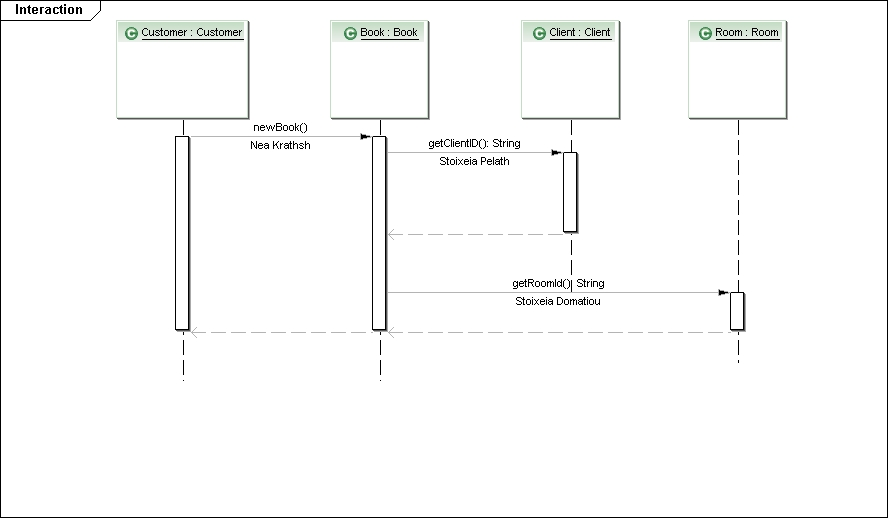 Interaction
Customer : Customer
Book : Book
Client : Client
Room : Room
newBook()
Nea Krathsh
getClientID(): String
Stoixeia Pelath
getRoomId(): String
Stoixeia Domatiou